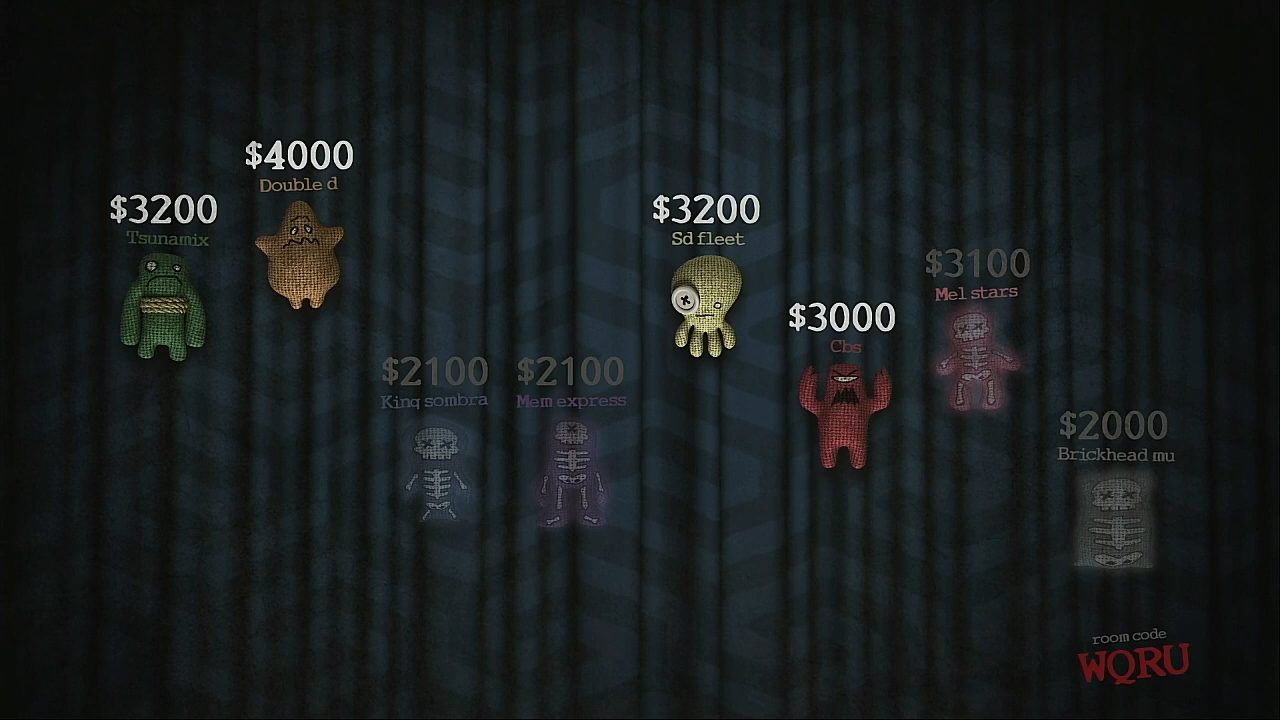 $3200
Tsunamix
$4000
Double d
$2100
King sombra
$2100
Mem express
$3200
Sd fleet
$3000
Cbs
$3100
Mel stars
$2000
Brickhead mu
room code
WQRU